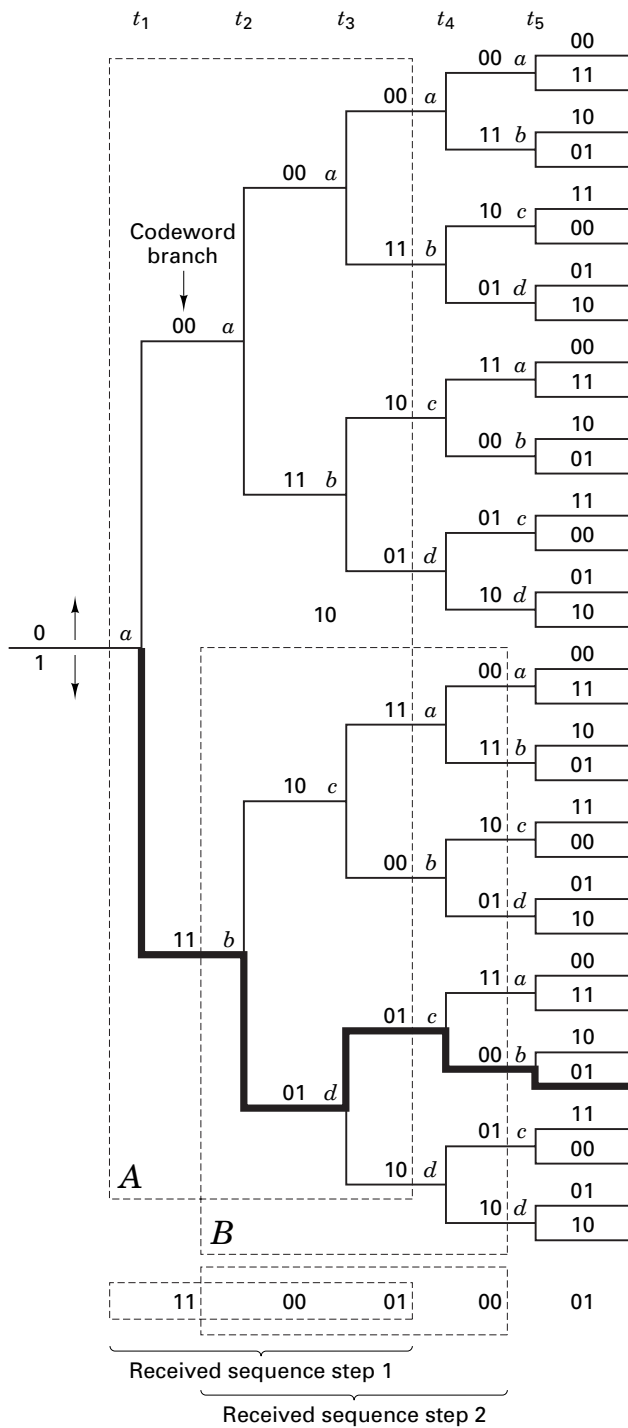 t1 t2 t3 t4 t5
00
00 a 11
00 a
10
11 b 01
00 a
11
10 c 00
Codeword
branch
11 b
01
01 d 10
00 a
00
11 a 11
10 c
10
00 b 01
11 b
11
01 c 00
01 d
01
10 d 10
10
0 a
1
00
00 a 11
11 a
10
11 b 01
10 c
11
10 c 00
00 b
01
01 d 10
11 b
00
11 a 11
01 c
10
00 b 01
01 d
11
01 c 00
A 10 d
01
10 d 10
B
11 00 01 00 01
Received sequence step 1
Received sequence step 2